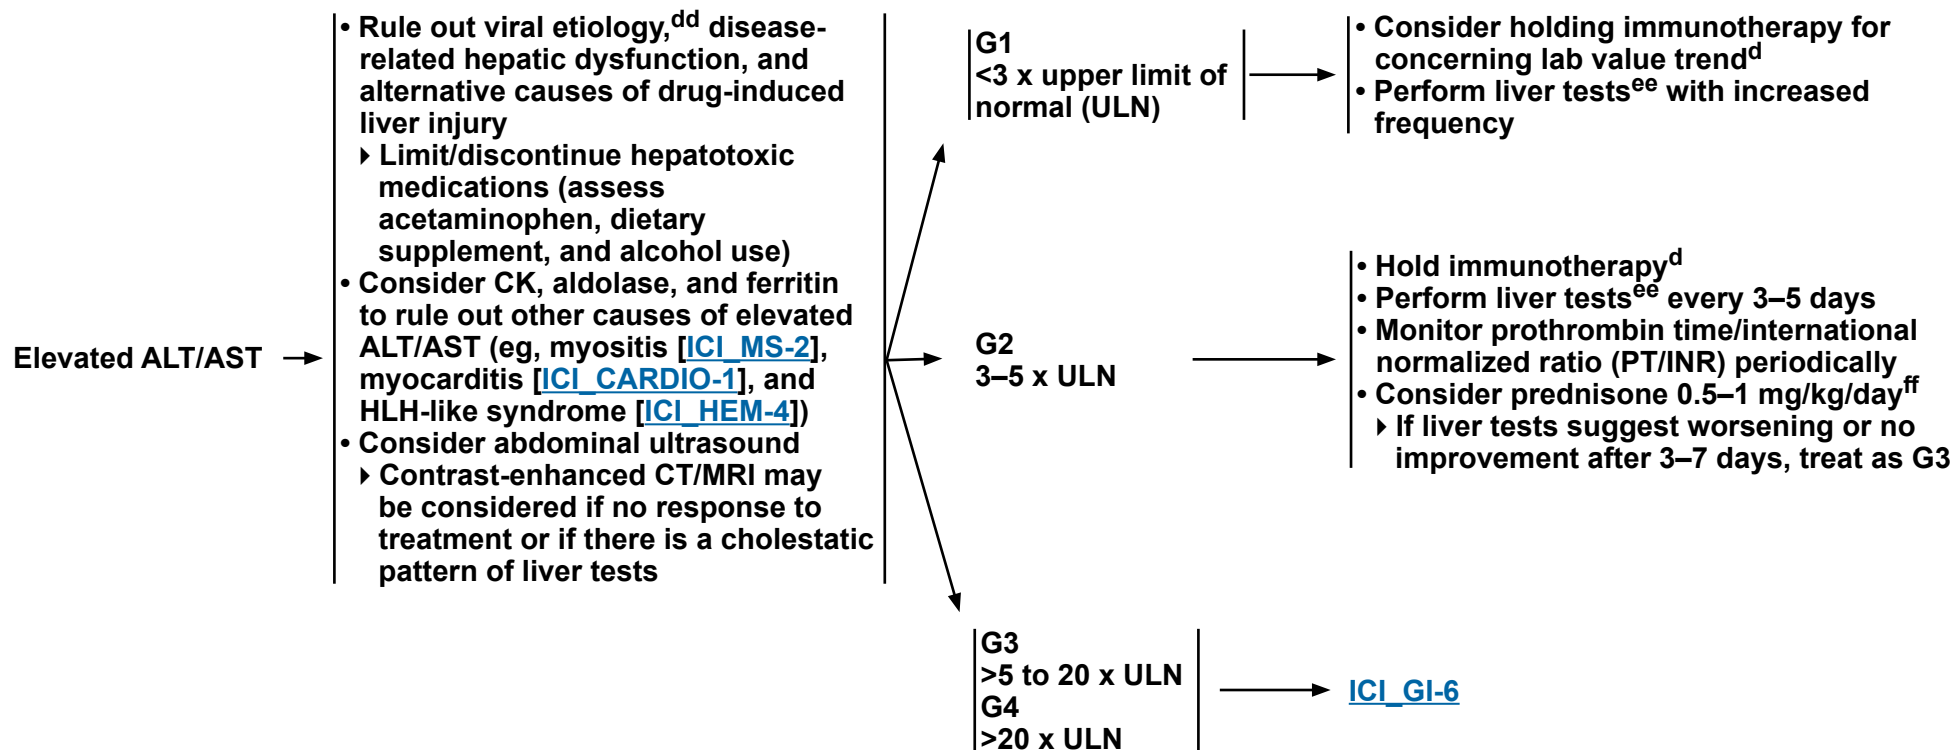 Elevated ALT/AST
• Rule out viral etiology,dd disease-
related hepatic dysfunction, and
alternative causes of drug-induced
liver injury
‣ Limit/discontinue hepatotoxic
medications (assess
acetaminophen, dietary
supplement, and alcohol use)
• Consider CK, aldolase, and ferritin
to rule out other causes of elevated
ALT/AST (eg, myositis [ICI_MS-2],
myocarditis [ICI_CARDIO-1], and
HLH-like syndrome [ICI_HEM-4])
• Consider abdominal ultrasound
‣ Contrast-enhanced CT/MRI may
be considered if no response to
treatment or if there is a cholestatic
pattern of liver tests
G1
<3 x upper limit of
normal (ULN)
• Consider holding immunotherapy for
concerning lab value trendd
• Perform liver testsee with increased
frequency
G2
3–5 x ULN
• Hold immunotherapyd
• Perform liver testsee every 3–5 days
• Monitor prothrombin time/international
normalized ratio (PT/INR) periodically
• Consider prednisone 0.5–1 mg/kg/dayff
‣ If liver tests suggest worsening or no
improvement after 3–7 days, treat as G3
G3
>5 to 20 x ULN
G4
>20 x ULN
ICI_GI-6